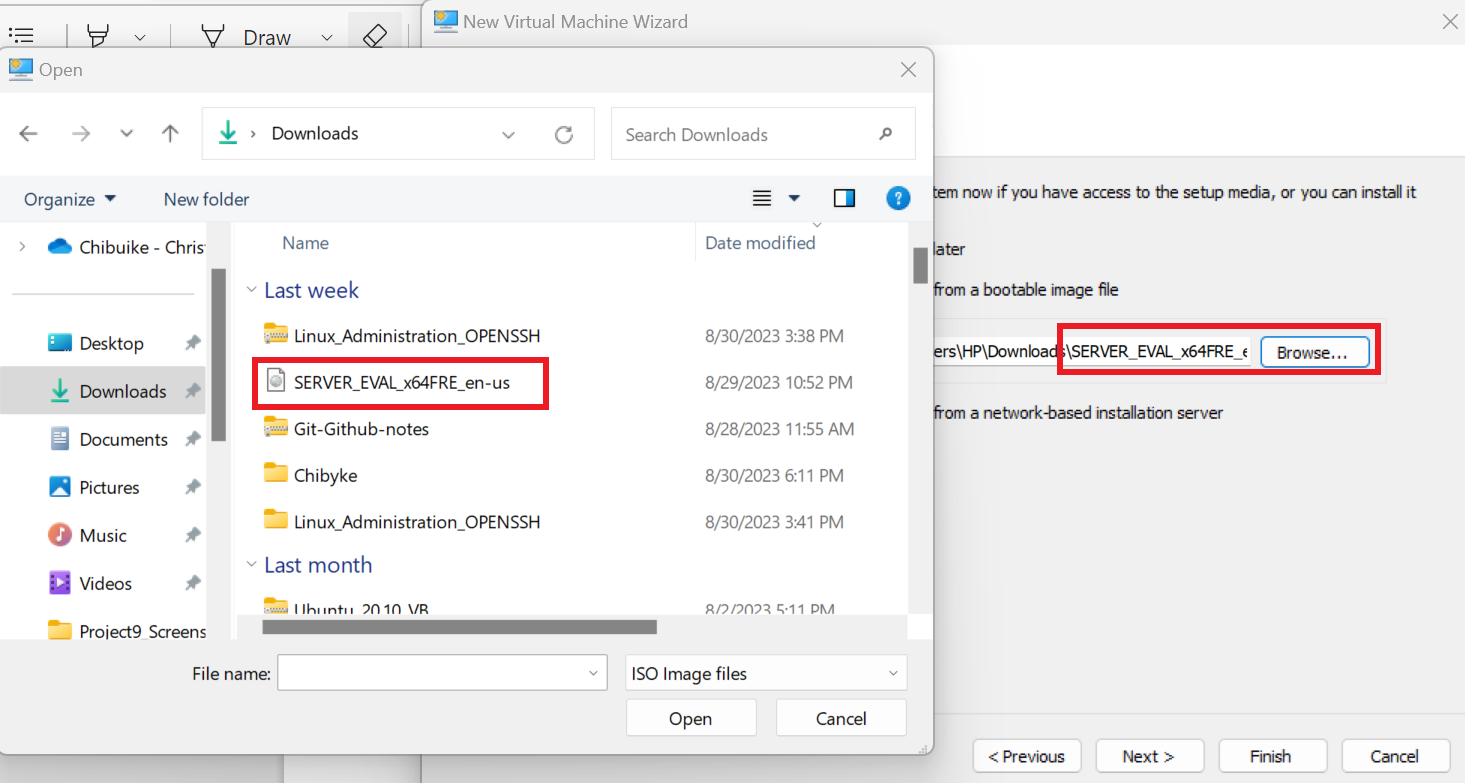 Draw
New Virtual Machine Wizard
Open
Downloads
Search Downloads
Organize
New folder
?
Chibuike - Chris
Desktop
Downloads
Documents
Pictures
Music
Videos
Project9_Screens
Name
Date modified
Last week
Linux_Administration_OPENSSH 8/30/2023 3:38 PM
SERVER_EVAL_x64FRE_en-us 8/29/2023 10:52 PM
Git-Github-notes 8/28/2023 11:55 AM
Chibyke 8/30/2023 6:11 PM
Linux_Administration_OPENSSH 8/30/2023 3:41 PM
Last month
Ubuntu_20.10_VB 8/2/2023 5:11 PM
File name:
ISO Image files
Open
Cancel
tem now if you have access to the setup media, or you can install it
later
from a bootable image file
ers\HP\Downloads\SERVER_EVAL_x64FRE_e
Browse...
from a network-based installation server
< Previous
Next >
Finish
Cancel